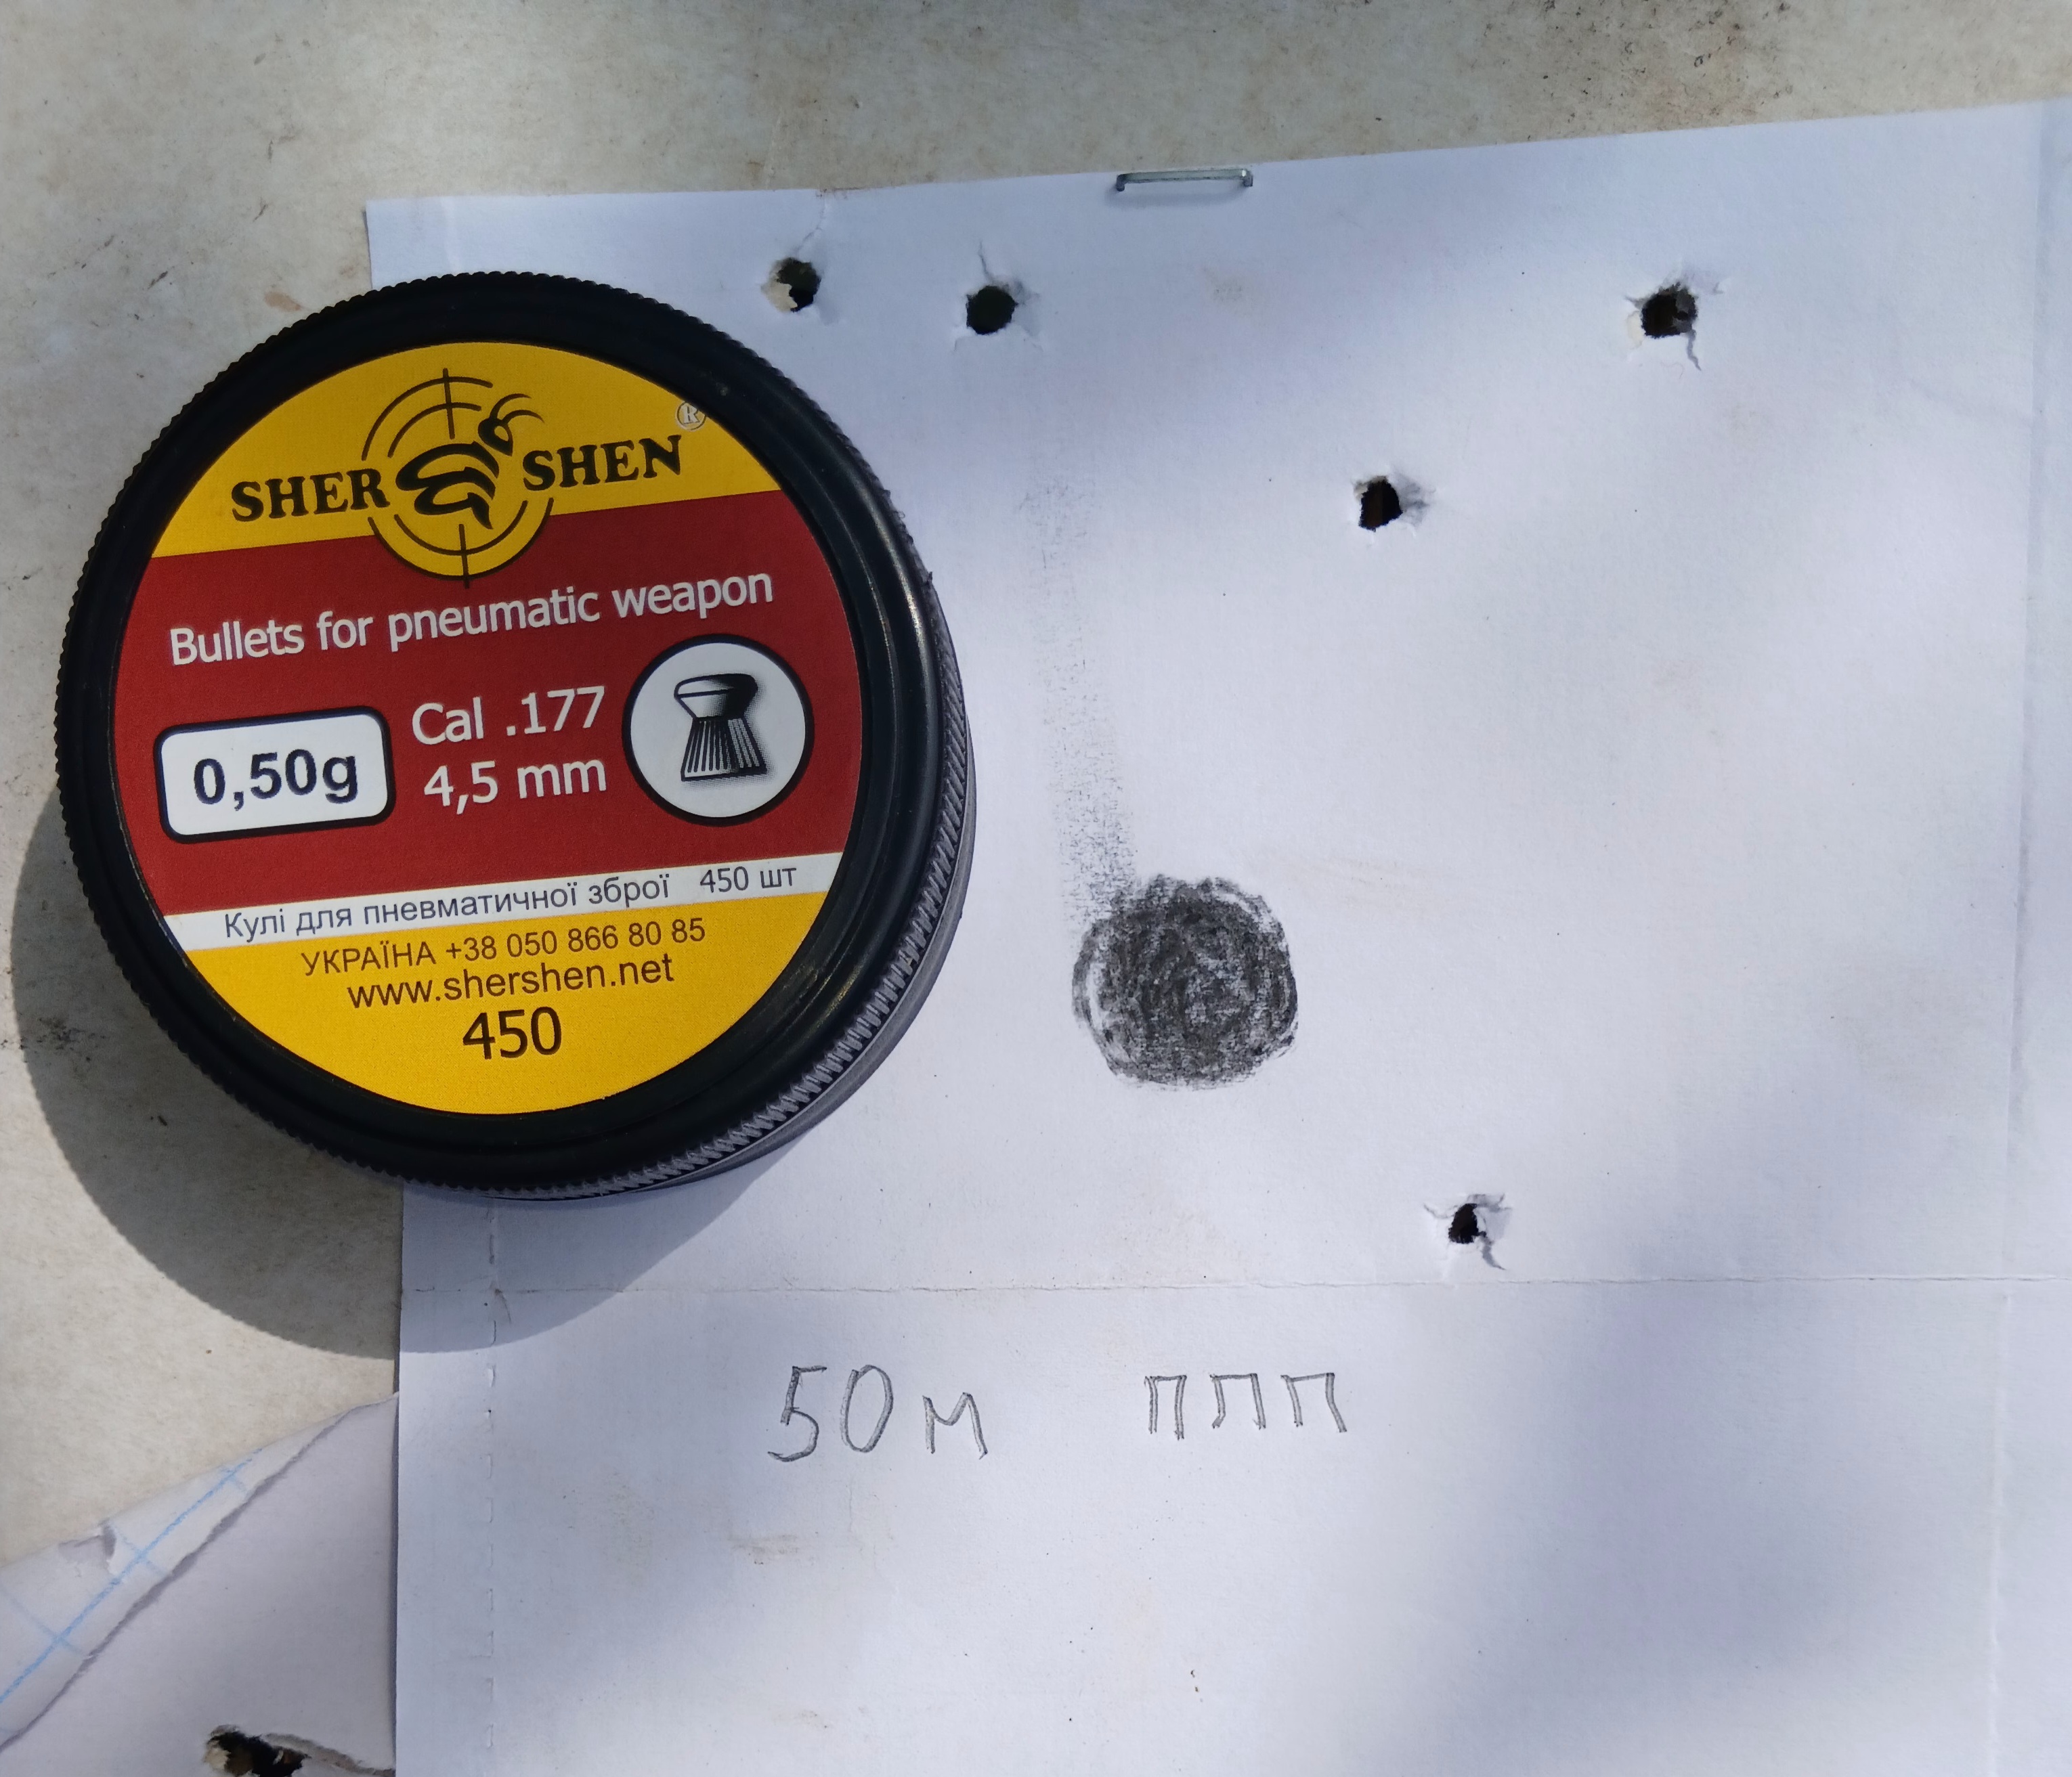 SHER SHEN ®
Bullets for pneumatic weapon
0,50g
Cal .177
4,5 mm
Кулі для пневматичної зброї 450 шт
УКРАЇНА +38 050 866 80 85
www.shershen.net
450
50м ППП